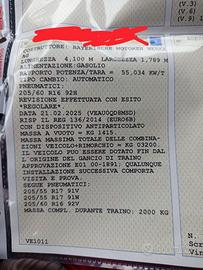 COSTRUTTORE: BAYERISCHE MOTOREN WERKE
LUNGHEZZA 4,100 M LARGHEZZA 1,789 M
ALIMENTAZIONE:GASOLIO
RAPPORTO POTENZA/TARA = 55,034 KW/T
TIPO CAMBIO: AUTOMATICO
PNEUMATICI:
205/60 R16 92H
REVISIONE EFFETTUATA CON ESITO
*REGOLARE*.
DATA 21.02.2025
RISP IL REG 136/2014 (EURO6B)
CON DISPOSITIVO ANTIPARTICOLATO
MASSA A VUOTO = KG 1415.
MASSA MASSIMA TOTALE DELLE COMBINA-
ZIONI VEICOLO+RIMORCHIO = KG 03200.
IL VEICOLO PUO ESSERE DOTATO FIN DAL
L'ORIGINE DEL GANCIO DI TRAINO
(APPROVAZIONE E01 00-1891) QUALUNQUE
INSTALLAZIONE SUCCESSIVA COMPORTA
VISITA E PROVA.
SEGUE PNEUMATICI:
205/55 R17 91V
205/55 R17 91W
205/60 R16 92V
MASSA COMPL. DURANTE TRAINO: 2000 KG
VE1011